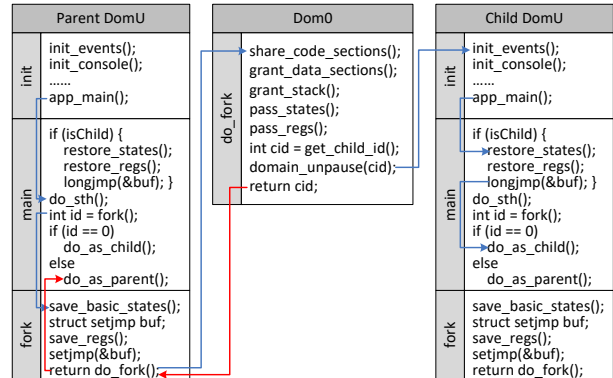 Parent DomU
init
init_events();
init_console();
......
app_main();
main
if (isChild) {
restore_states();
restore_regs();
longjmp(&buf); }
do_sth();
int id = fork();
if (id == 0)
do_as_child();
else
do_as_parent();
fork
save_basic_states();
struct setjmp buf;
save_regs();
setjmp(&buf);
return do_fork();
Dom0
do_fork
share_code_sections();
grant_data_sections();
grant_stack();
pass_states();
pass_regs();
int cid = get_child_id();
domain_unpause(cid);
return cid;
Child DomU
init
init_events();
init_console();
......
app_main();
main
if (isChild) {
restore_states();
restore_regs();
longjmp(&buf); }
do_sth();
int id = fork();
if (id == 0)
do_as_child();
else
do_as_parent();
fork
save_basic_states();
struct setjmp buf;
save_regs();
setjmp(&buf);
return do_fork();